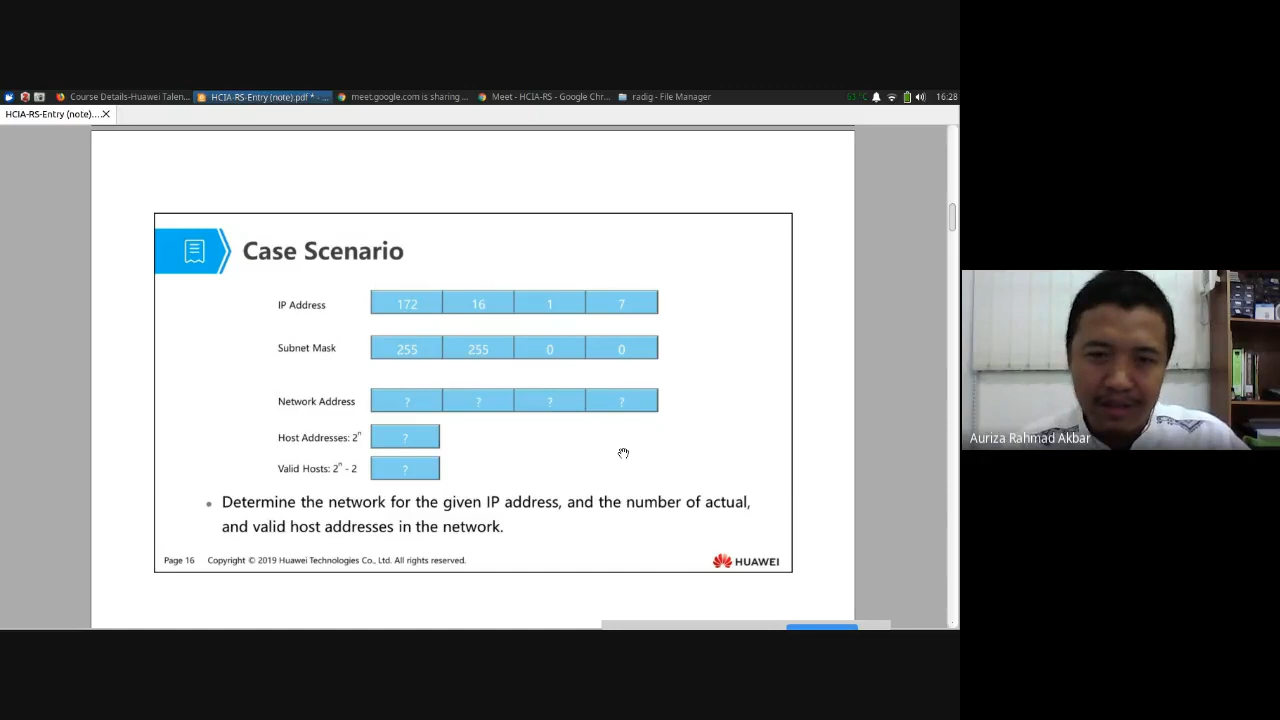 Course Details-Huawei Talen... HCIA-RS-Entry (note).pdf * -... meet.google.com is sharing ... Meet - HCIA-RS - Google Chr... radig - File Manager 63 °C 16:28
HCIA-RS-Entry (note)....
Case Scenario
IP Address 172 16 1 7
Subnet Mask 255 255 0 0
Network Address ? ? ? ?
Host Addresses: 2^n ?
Valid Hosts: 2^n - 2 ?
• Determine the network for the given IP address, and the number of actual,
and valid host addresses in the network.
Page 16 Copyright © 2019 Huawei Technologies Co., Ltd. All rights reserved. HUAWEI
Auriza Rahmad Akbar